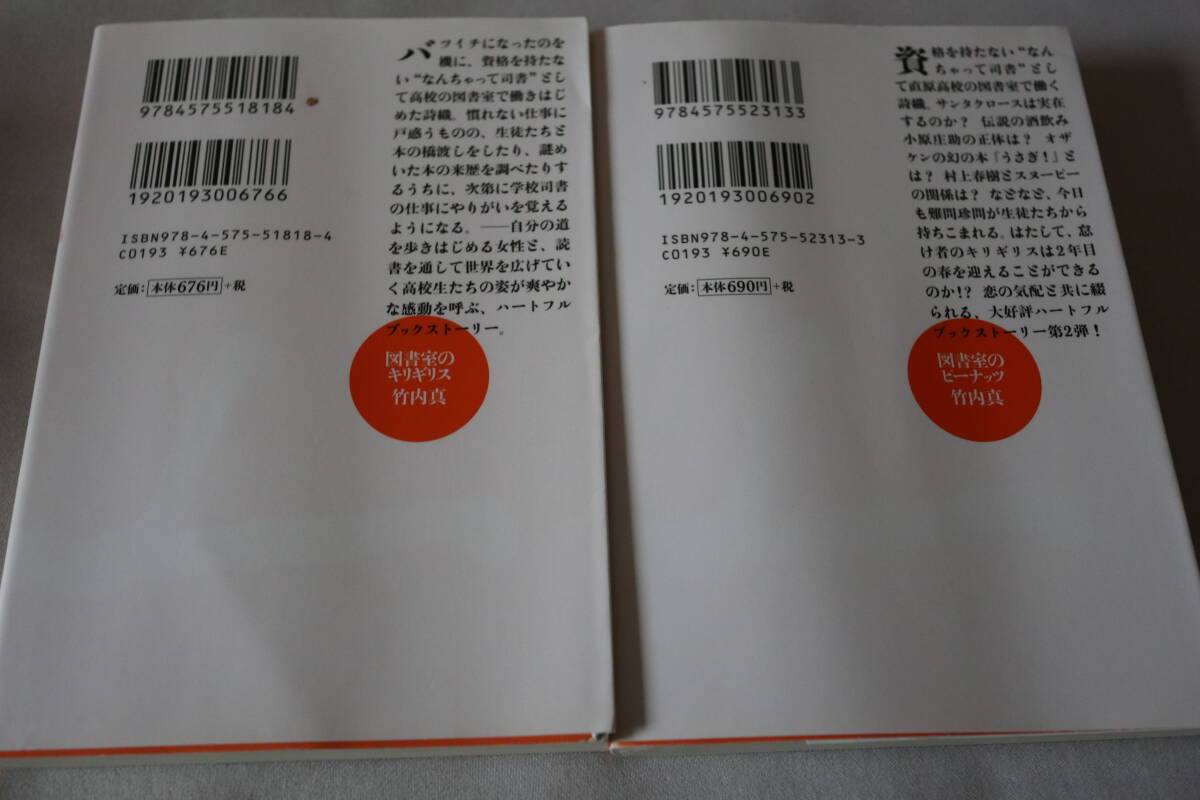 9784575518184
1920193006766
ISBN978-4-575-51818-4
C0193 ¥676E
定価：本体676円+税
バツイチになったのを
機に、資格を持たな
い“なんちゃって司書”とし
て高校の図書室で働きはじ
めた詩織。慣れない仕事に
戸惑うものの、生徒たちと
本の橋渡しをしたり、謎め
いた本の来歴を調べたりす
るうちに、次第に学校司書
の仕事にやりがいを覚える
ようになる。——自分の道
を歩きはじめる女性と、読
書を通して世界を広げてい
く高校生たちの姿が爽やか
な感動を呼ぶ、ハートフル
ブックストーリー。
図書室の
キリギリス
竹内真
9784575523133
1920193006902
ISBN978-4-575-52313-3
C0193 ¥690E
定価：本体690円+税
資格を持たない“なん
ちゃって司書”とし
て直原高校の図書室で働く
詩織。サンタクロースは実在
するのか？ 伝説の酒飲み
小原庄助の正体は？ オザ
ケンの幻の本『うさぎ！』と
は？ 村上春樹とスヌーピー
の関係は？ などなど、今日
も難問珍問が生徒たちから
持ちこまれる。はたして、怠
け者のキリギリスは2年目
の春を迎えることができる
のか!? 恋の気配と共に綴
られる、大好評ハートフル
ブックストーリー第2弾！
図書室の
ピーナッツ
竹内真